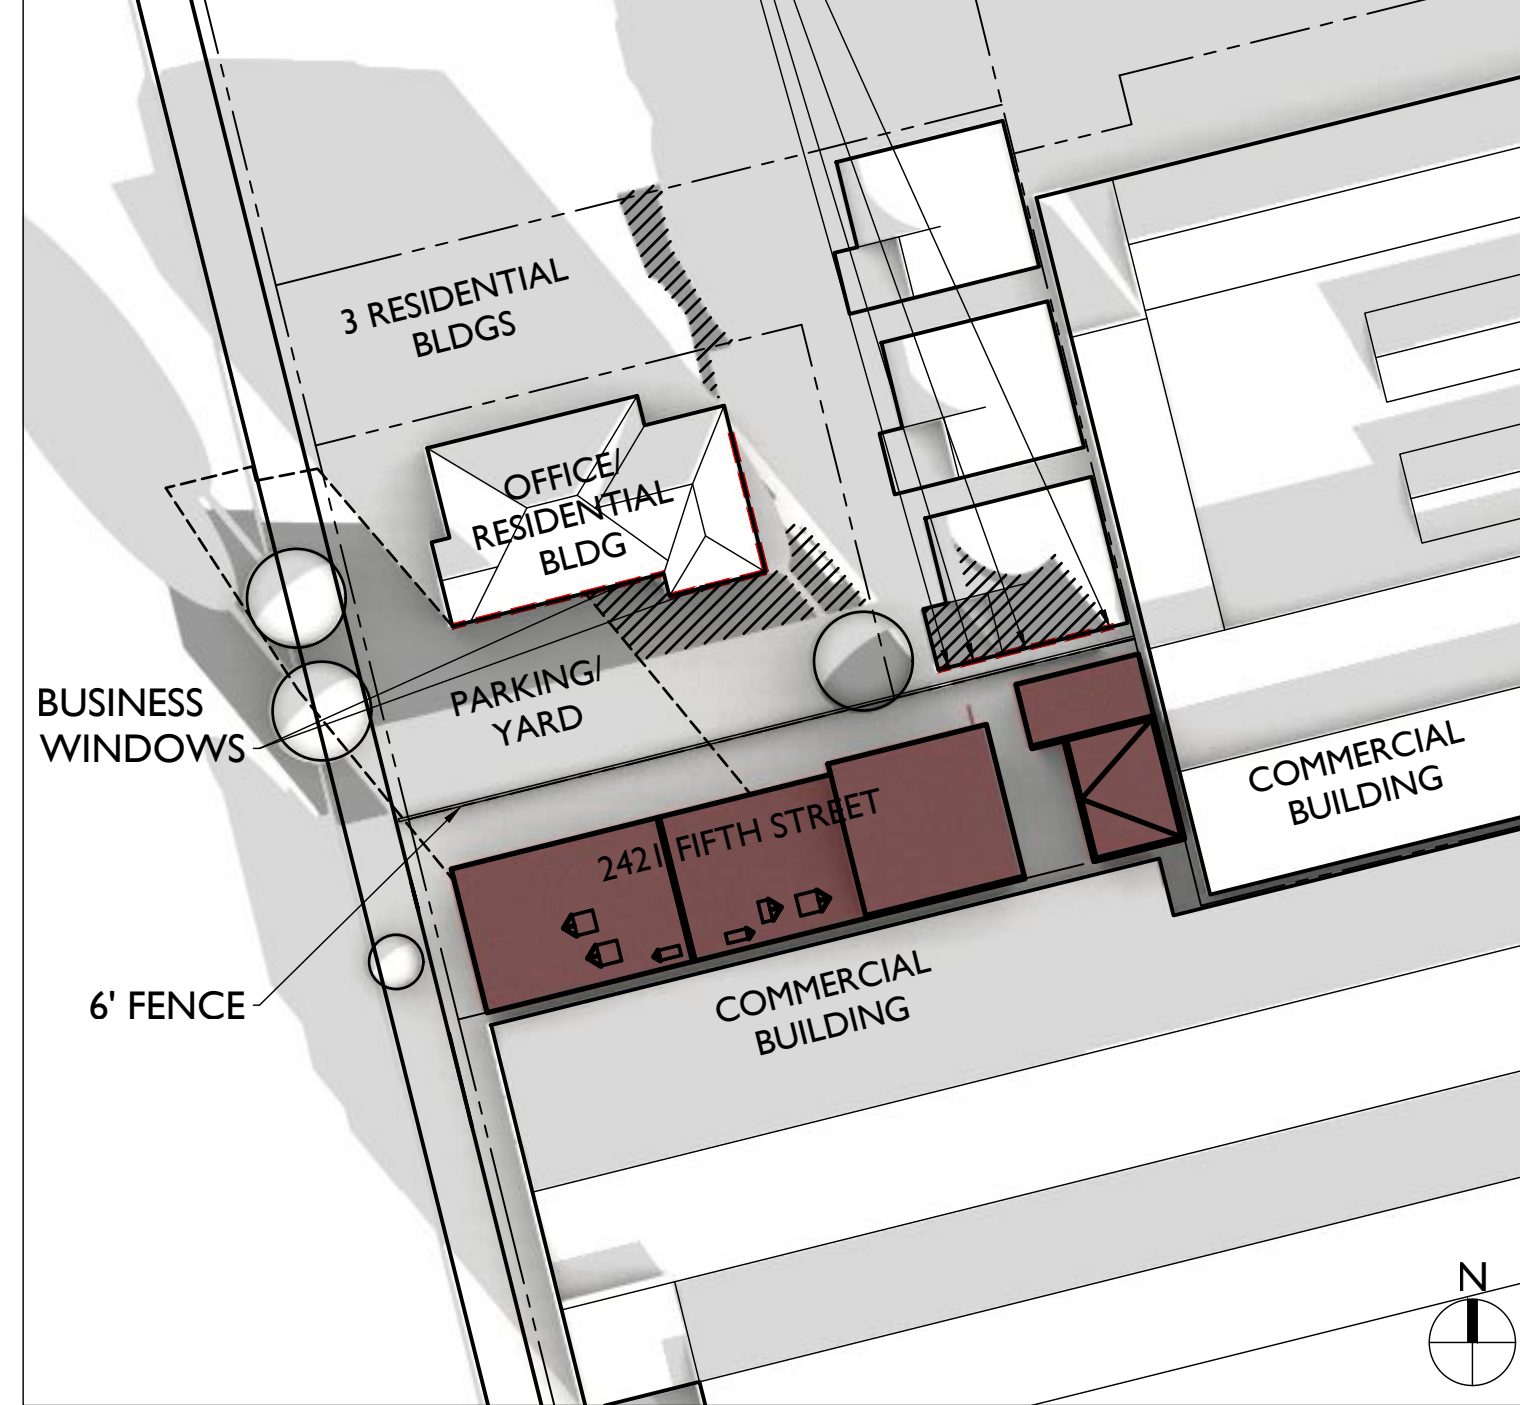 3 RESIDENTIAL
BLDGS
OFFICE/
RESIDENTIAL
BLDG
PARKING/
YARD
BUSINESS
WINDOWS
COMMERCIAL
BUILDING
2421 FIFTH STREET
6' FENCE
COMMERCIAL
BUILDING
N